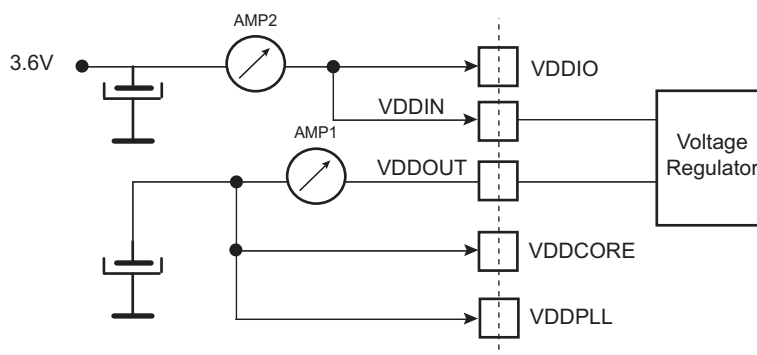 AMP2
3.6V
VDDIO
VDDIN
AMP1
VDDOUT
Voltage
Regulator
VDDCORE
VDDPLL